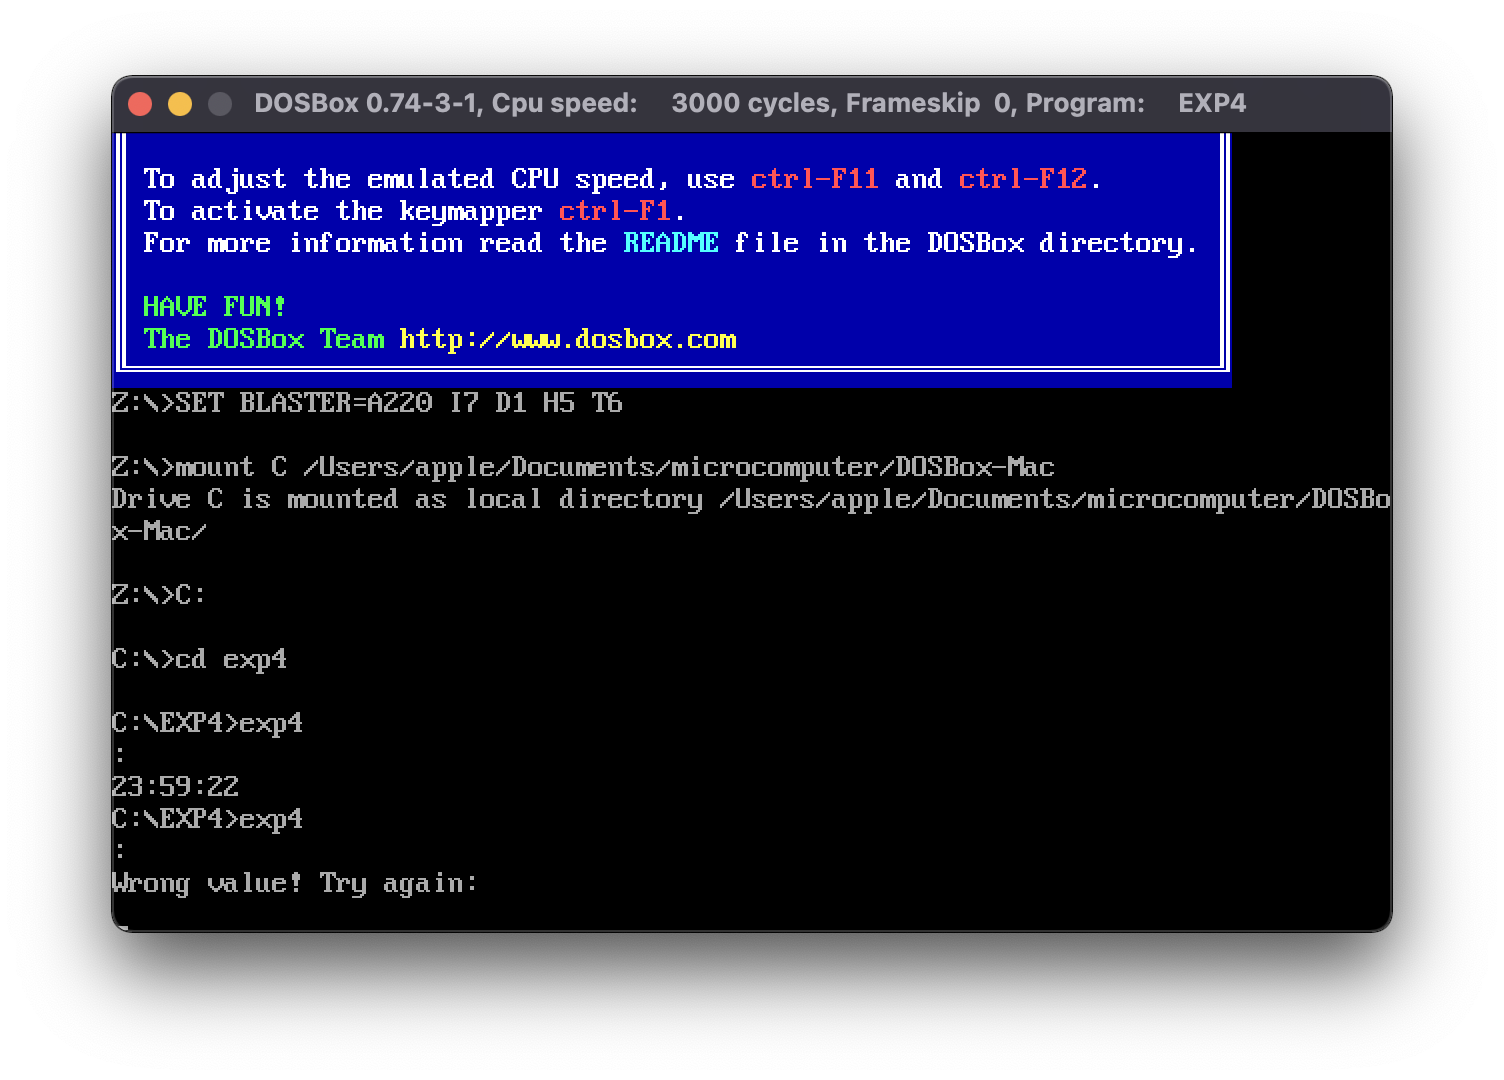 DOSBox 0.74-3-1, Cpu speed: 3000 cycles, Frameskip 0, Program: EXP4
To adjust the emulated CPU speed, use ctrl-F11 and ctrl-F12.
To activate the keymapper ctrl-F1.
For more information read the README file in the DOSBox directory.
HAVE FUN!
The DOSBox Team http://www.dosbox.com
Z:\>SET BLASTER=A220 I7 D1 H5 T6
Z:\>mount C /Users/apple/Documents/microcomputer/DOSBox-Mac
Drive C is mounted as local directory /Users/apple/Documents/microcomputer/DOSBo
x-Mac/
Z:\>C:
C:\>cd exp4
C:\EXP4>exp4
:
23:59:22
C:\EXP4>exp4
:
Wrong value! Try again:
_